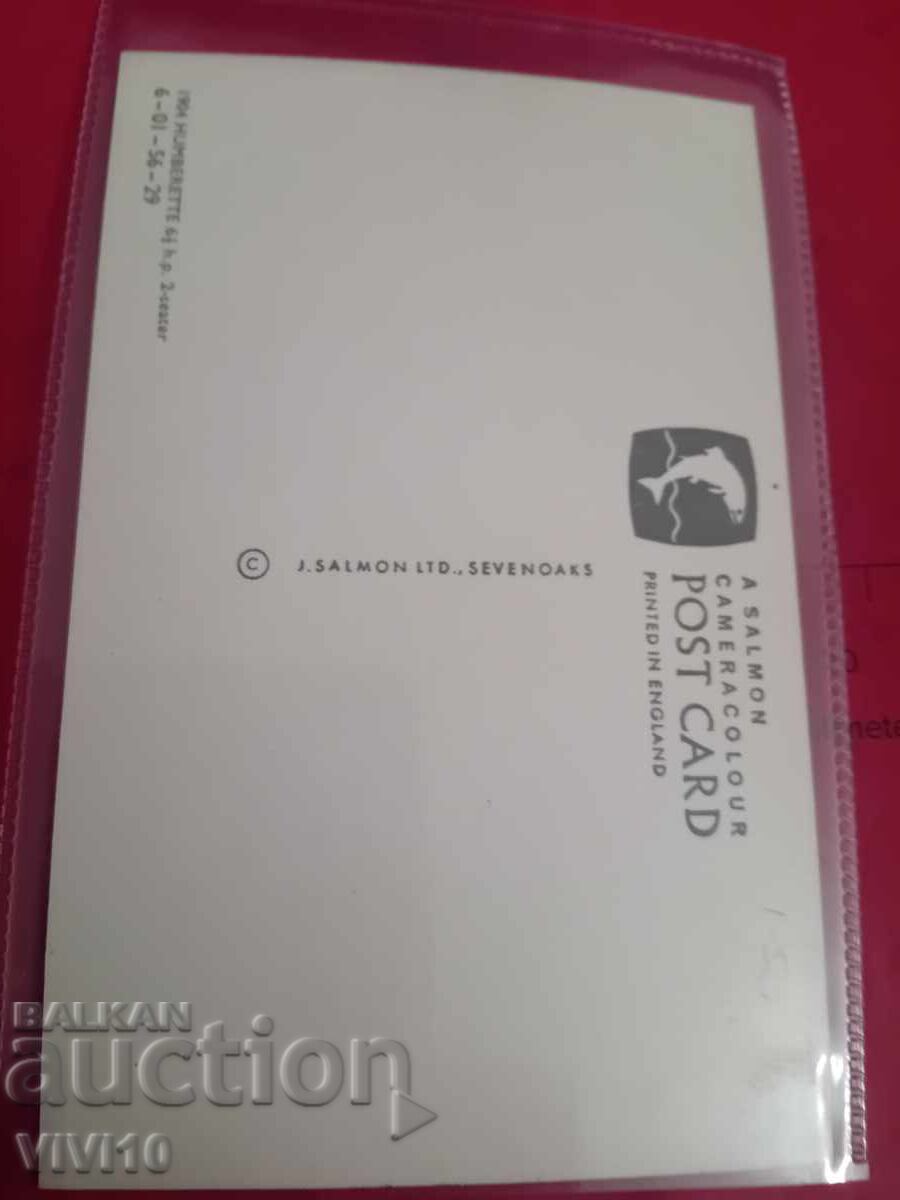 A SALMON
CAMERACOLOUR
POST CARD
PRINTED IN ENGLAND
© J. SALMON LTD., SEVENOAKS
1904 HUMBERETTE 6½ h.p. 2-seater
6-01-56-29
BALKAN
auction
VIVI10